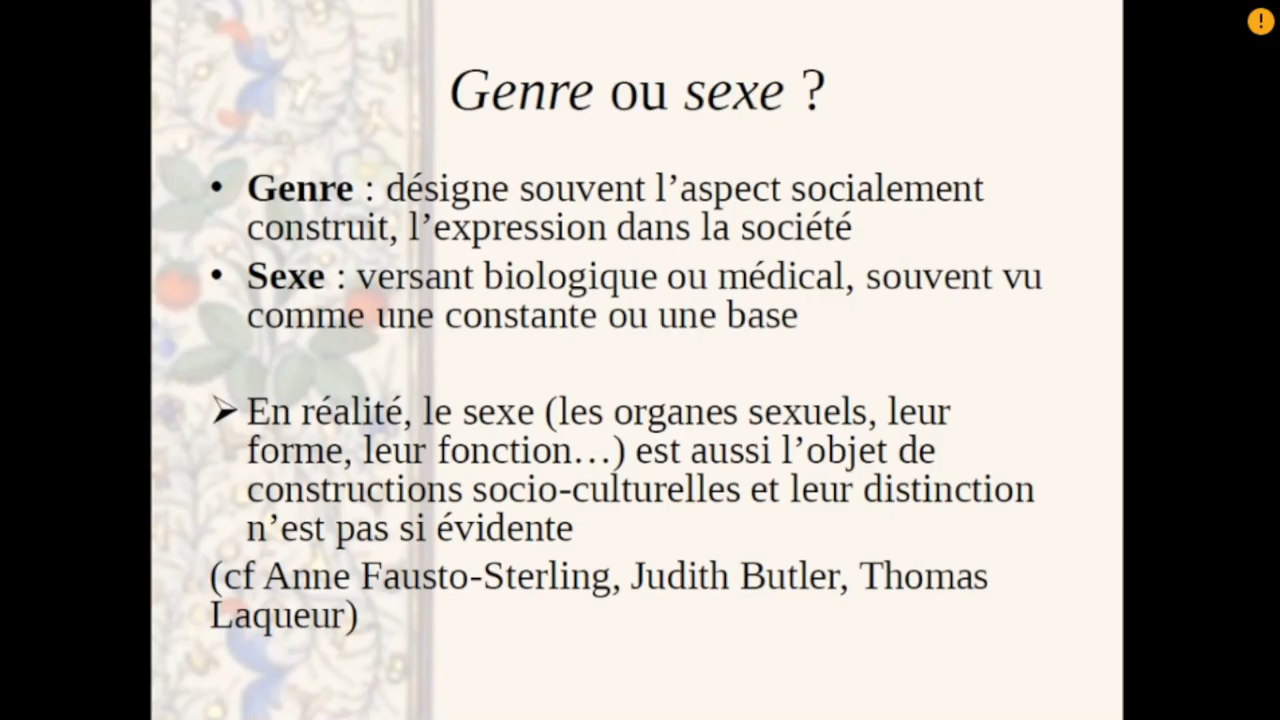 Genre ou sexe ?
• Genre : désigne souvent l’aspect socialement
construit, l’expression dans la société
• Sexe : versant biologique ou médical, souvent vu
comme une constante ou une base
➢ En réalité, le sexe (les organes sexuels, leur
forme, leur fonction…) est aussi l’objet de
constructions socio-culturelles et leur distinction
n’est pas si évidente
(cf Anne Fausto-Sterling, Judith Butler, Thomas
Laqueur)